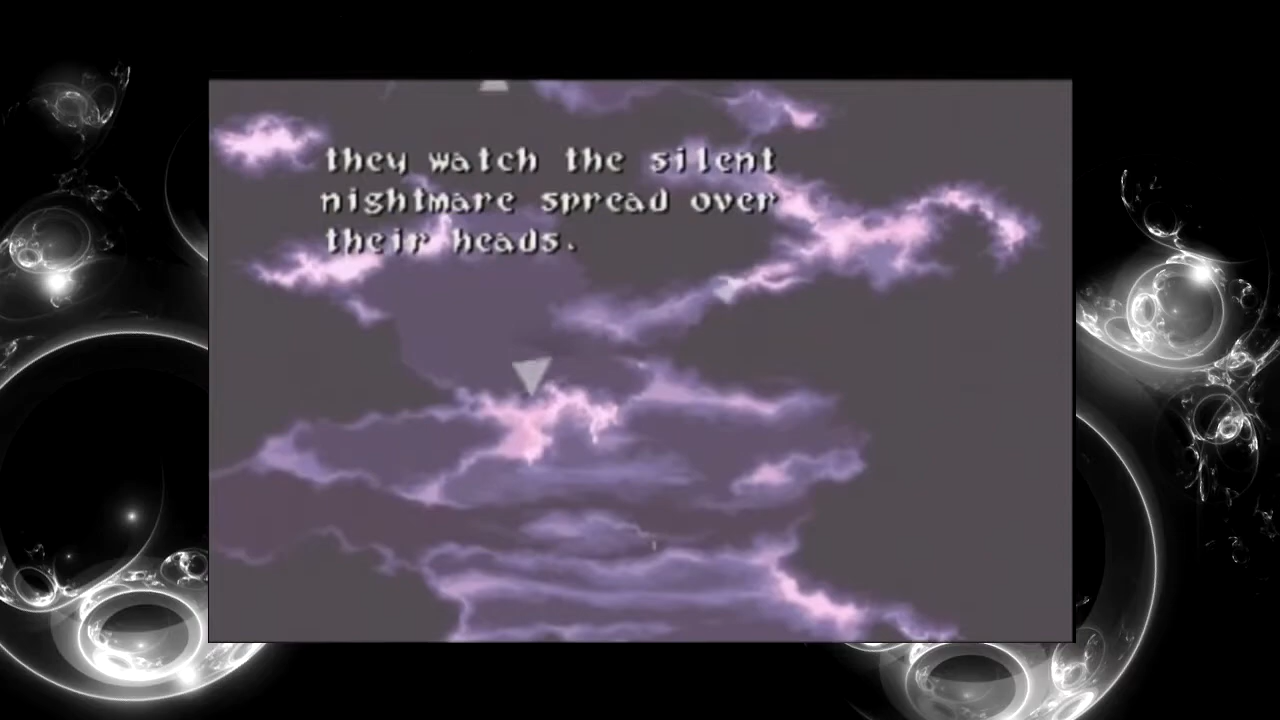 they watch the silent
nightmare spread over
their heads.